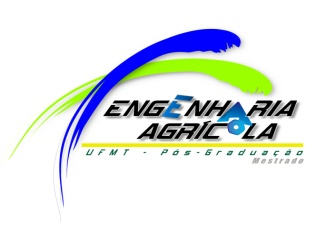 ENGENHARIA
AGRÍCOLA
UFMT - Pós-Graduação
Mestrado